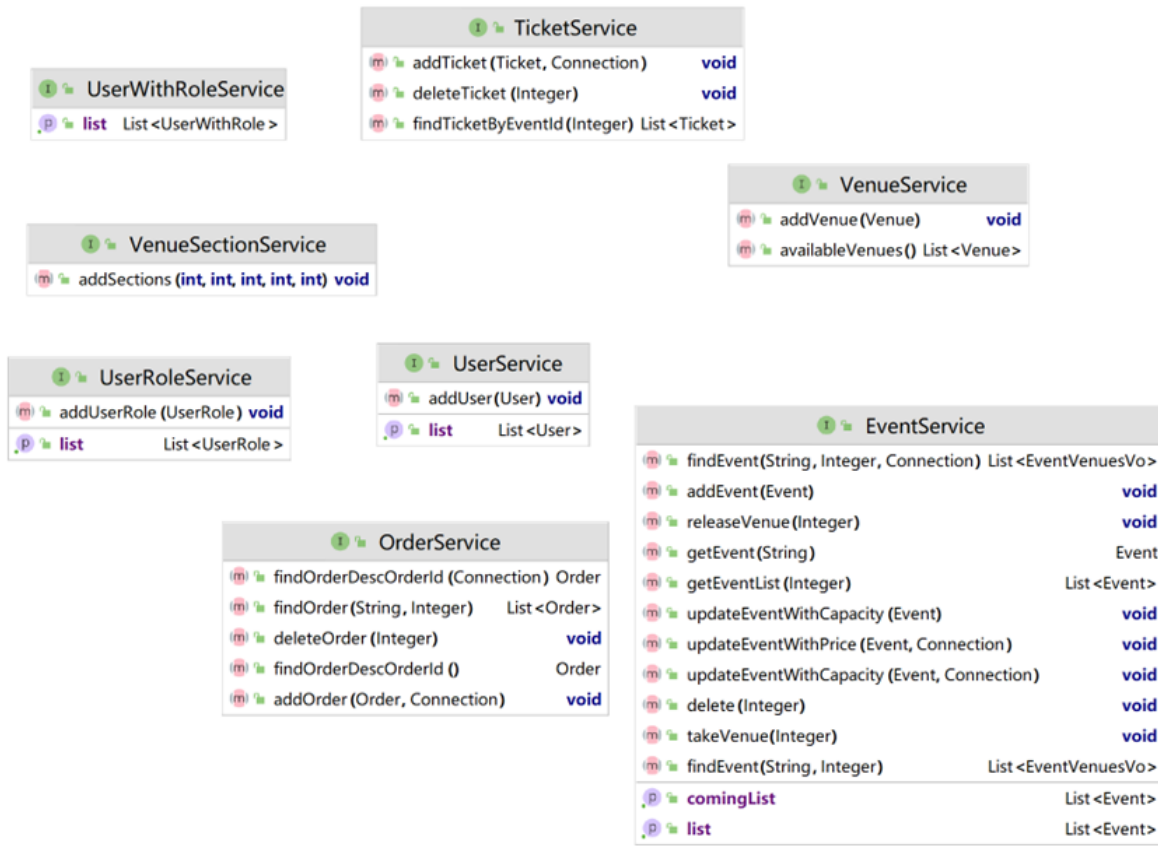 TicketService
addTicket(Ticket, Connection) void
deleteTicket(Integer) void
findTicketByEventId(Integer) List<Ticket>
UserWithRoleService
list List<UserWithRole>
VenueService
addVenue(Venue) void
availableVenues() List<Venue>
VenueSectionService
addSections(int, int, int, int, int) void
UserRoleService
addUserRole(UserRole) void
list List<UserRole>
UserService
addUser(User) void
list List<User>
EventService
findEvent(String, Integer, Connection) List<EventVenuesVo>
addEvent(Event) void
releaseVenue(Integer) void
getEvent(String) Event
getEventList(Integer) List<Event>
updateEventWithCapacity(Event) void
updateEventWithPrice(Event, Connection) void
updateEventWithCapacity(Event, Connection) void
delete(Integer) void
takeVenue(Integer) void
findEvent(String, Integer) List<EventVenuesVo>
comingList List<Event>
list List<Event>
OrderService
findOrderDescOrderId(Connection) Order
findOrder(String, Integer) List<Order>
deleteOrder(Integer) void
findOrderDescOrderId() Order
addOrder(Order, Connection) void